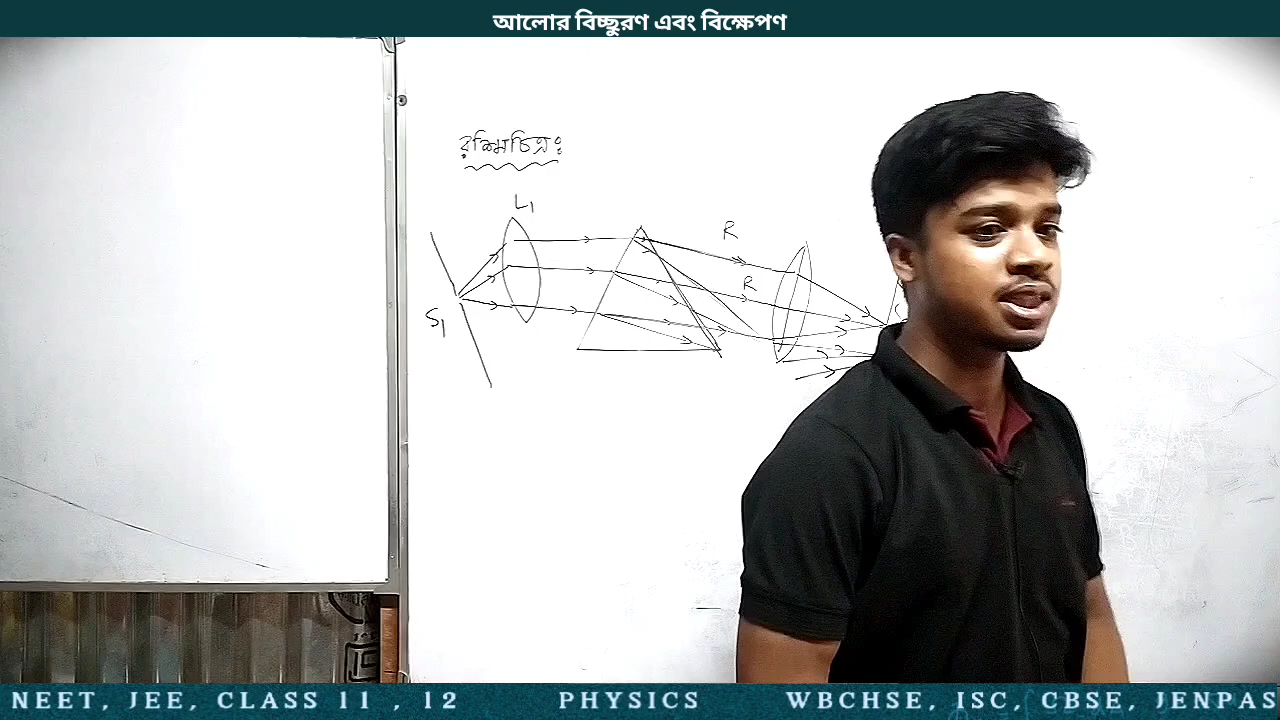 আলোর বিচ্ছুরণ এবং বিক্ষেপণ
রশ্মিচিত্রঃ
L1
R
R
S1
NEET, JEE, CLASS 11 , 12 PHYSICS WBCHSE, ISC, CBSE, JENPAS